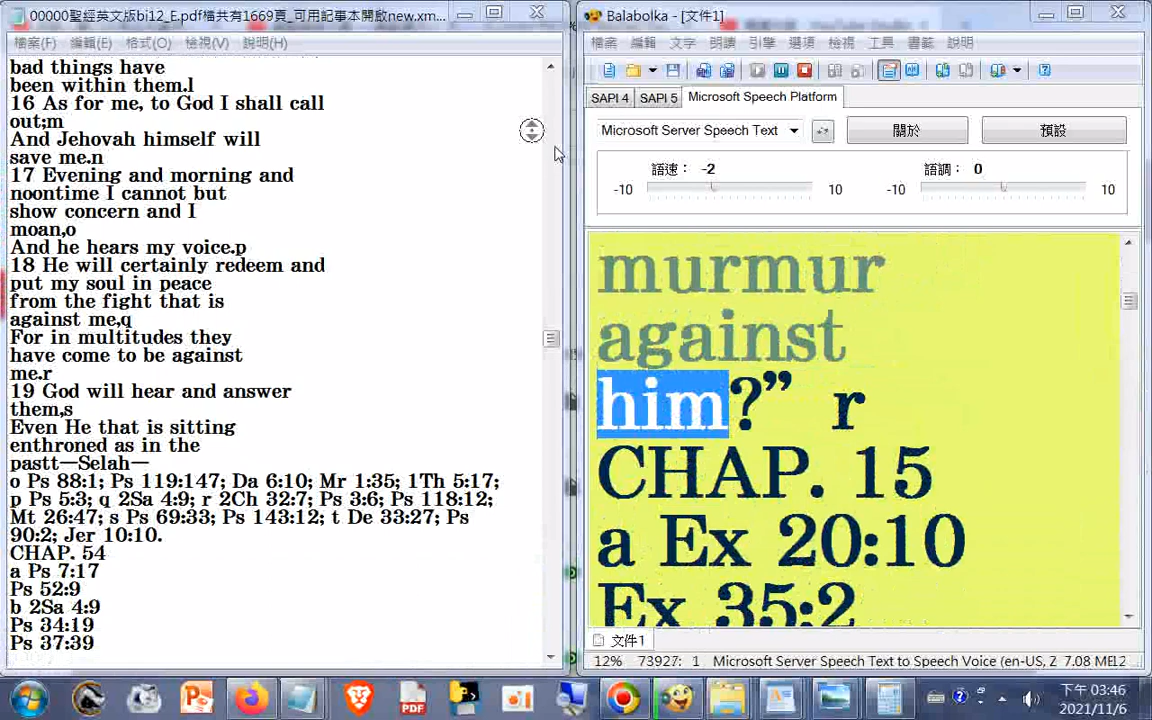 00000聖經英文版bi12_E.pdf檔共有1669頁_可用記事本開啟new.xm...
檔案(F) 編輯(E) 格式(O) 檢視(V) 說明(H)
bad things have
been within them.l
16 As for me, to God I shall call
out;m
And Jehovah himself will
save me.n
17 Evening and morning and
noontime I cannot but
show concern and I
moan,o
And he hears my voice.p
18 He will certainly redeem and
put my soul in peace
from the fight that is
against me,q
For in multitudes they
have come to be against
me.r
19 God will hear and answer
them,s
Even He that is sitting
enthroned as in the
pastt—Selah—
o Ps 88:1; Ps 119:147; Da 6:10; Mr 1:35; 1Th 5:17;
p Ps 5:3; q 2Sa 4:9; r 2Ch 32:7; Ps 3:6; Ps 118:12;
Mt 26:47; s Ps 69:33; Ps 143:12; t De 33:27; Ps
90:2; Jer 10:10.
CHAP. 54
a Ps 7:17
Ps 52:9
b 2Sa 4:9
Ps 34:19
Ps 37:39
Balabolka - [文件1]
檔案 編輯 文字 朗讀 引擎 選項 檢視 工具 書籤 說明
SAPI 4 SAPI 5 Microsoft Speech Platform
Microsoft Server Speech Text 關於 預設
語速: -2 語調: 0
-10 10 -10 10
murmur
against
him?” r
CHAP. 15
a Ex 20:10
Ex 35:2
文件1
12% 73927: 1 Microsoft Server Speech Text to Speech Voice (en-US, Z 7.08 ME12
下午 03:46
2021/11/6